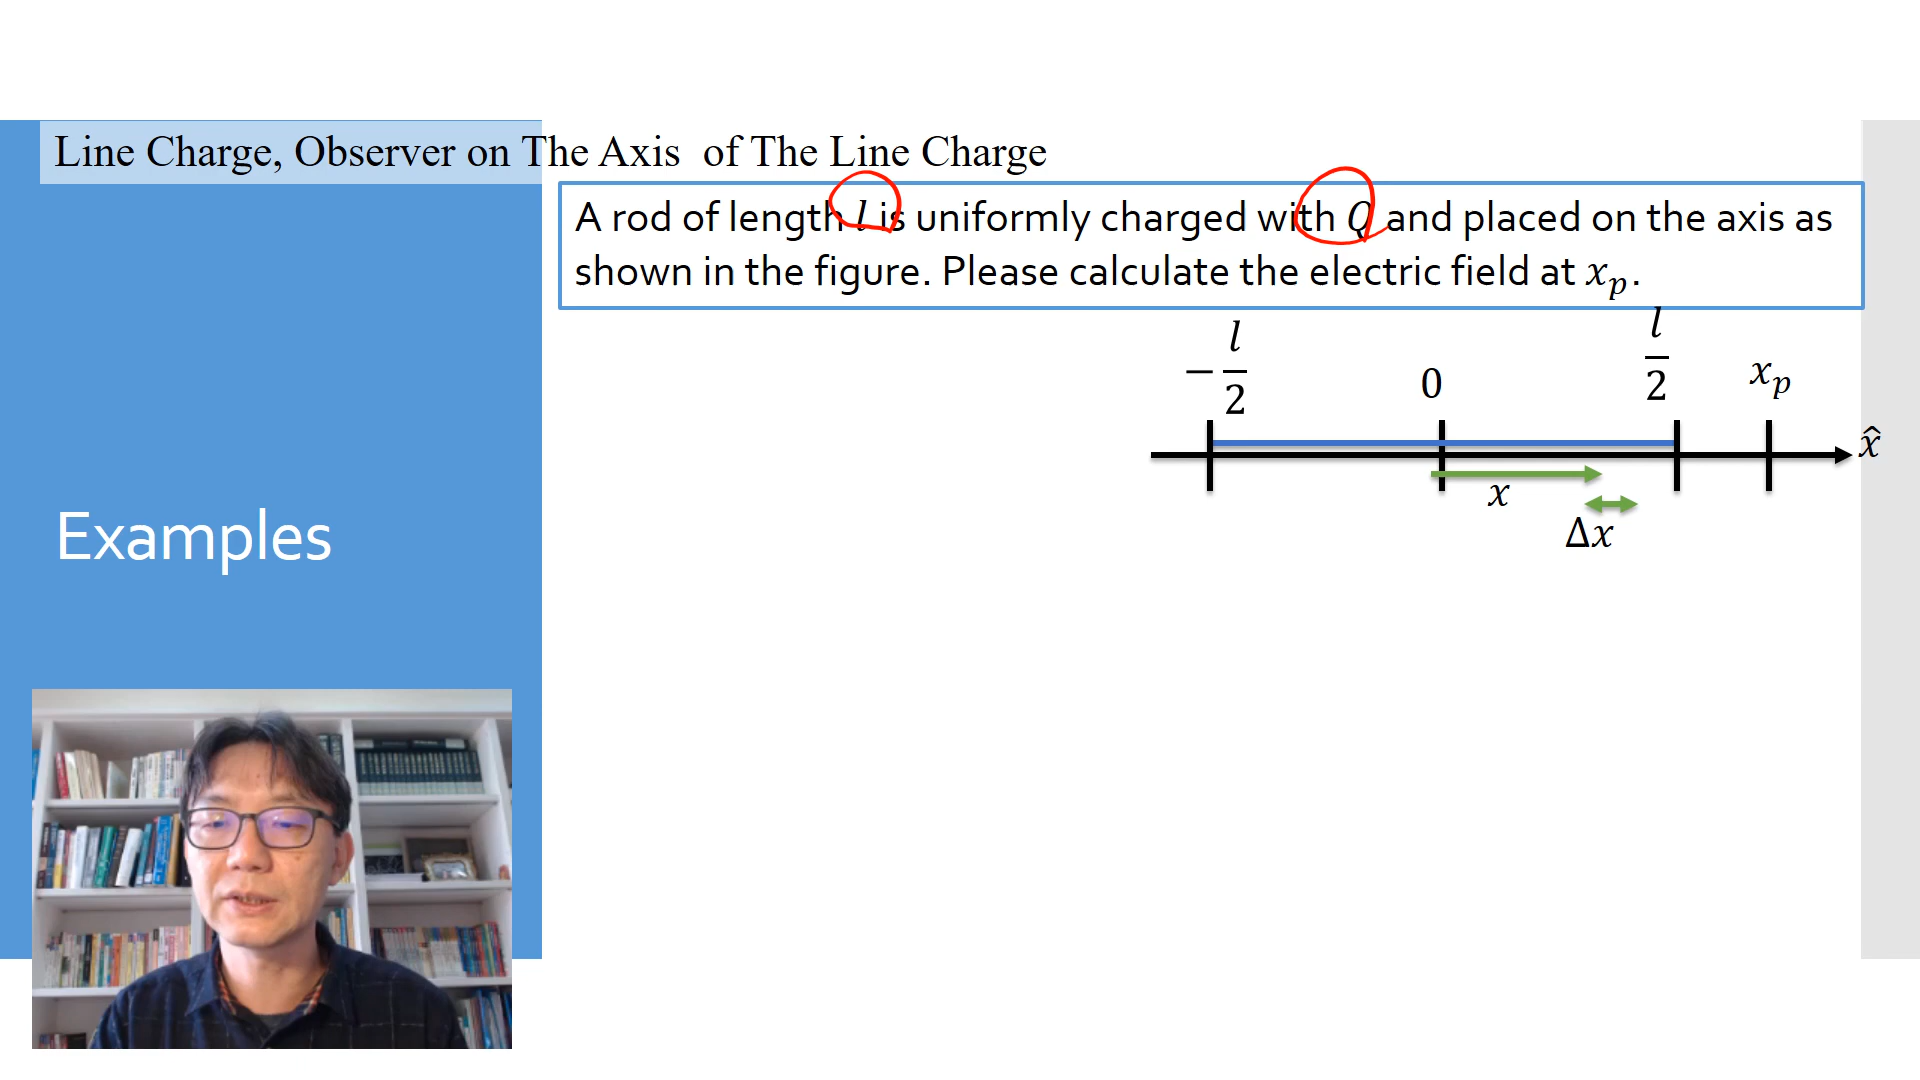 Line Charge, Observer on The Axis of The Line Charge
A rod of length l is uniformly charged with Q and placed on the axis as
shown in the figure. Please calculate the electric field at xₚ.
−l/2
0
l/2
xₚ
x̂
x
Δx
Examples